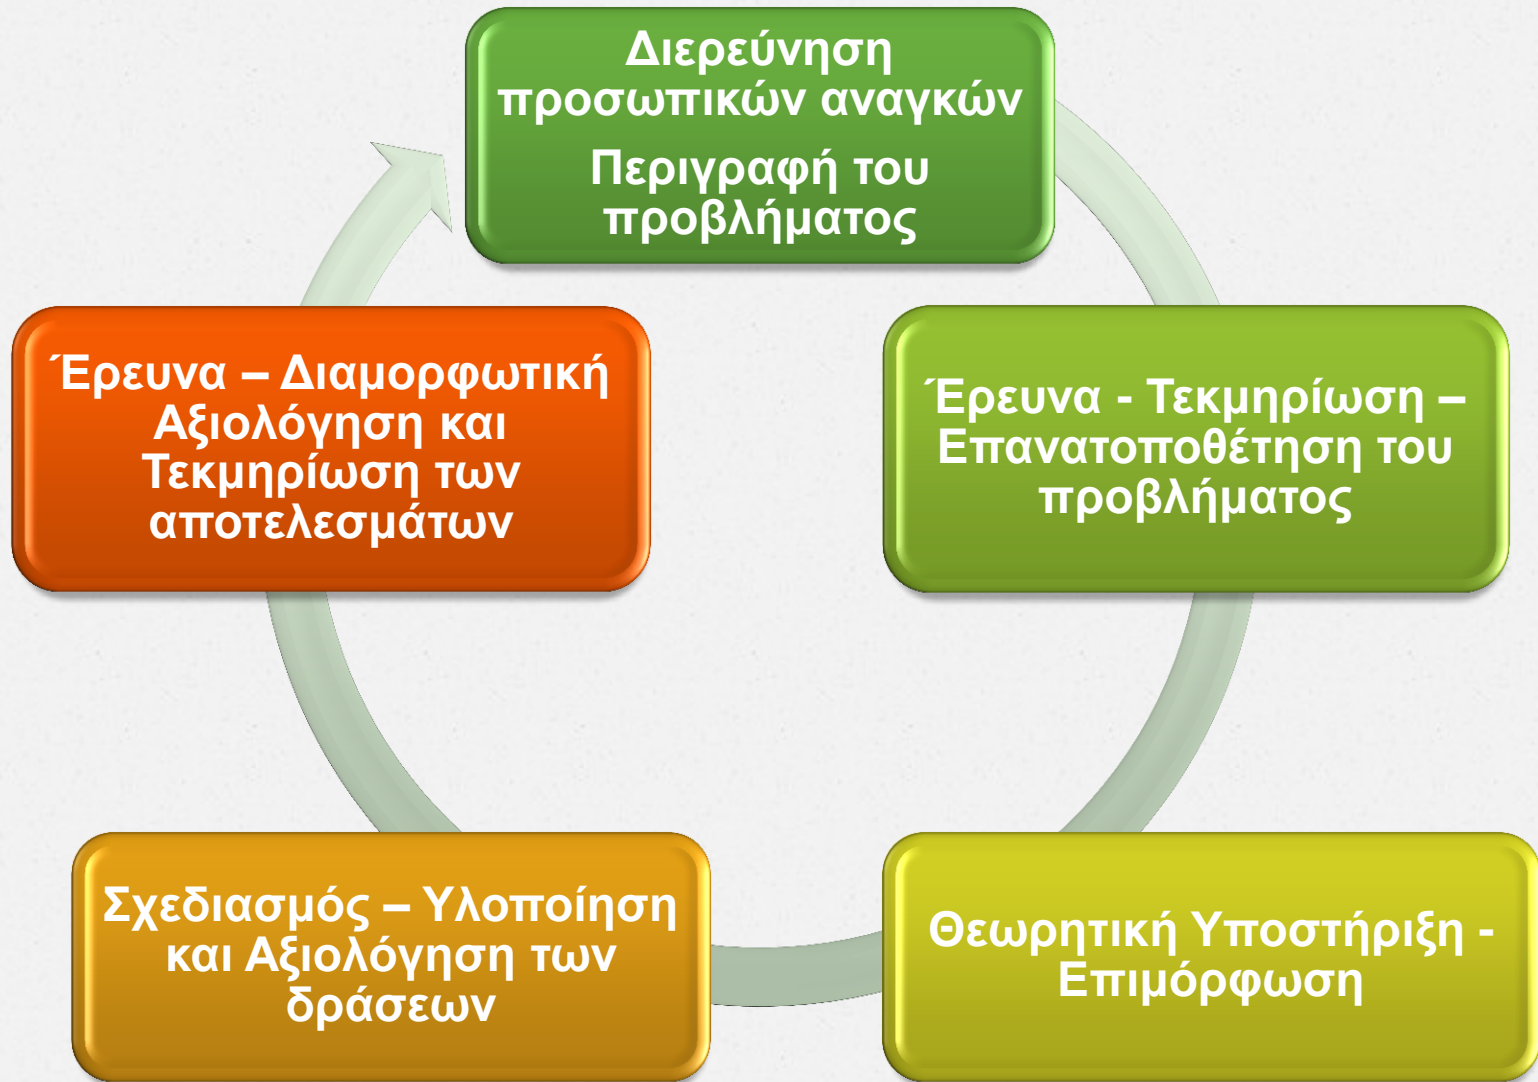 Διερεύνηση
προσωπικών αναγκών
Περιγραφή του
προβλήματος
Έρευνα - Τεκμηρίωση –
Επανατοποθέτηση του
προβλήματος
Θεωρητική Υποστήριξη -
Επιμόρφωση
Σχεδιασμός – Υλοποίηση
και Αξιολόγηση των
δράσεων
Έρευνα – Διαμορφωτική
Αξιολόγηση και
Τεκμηρίωση των
αποτελεσμάτων